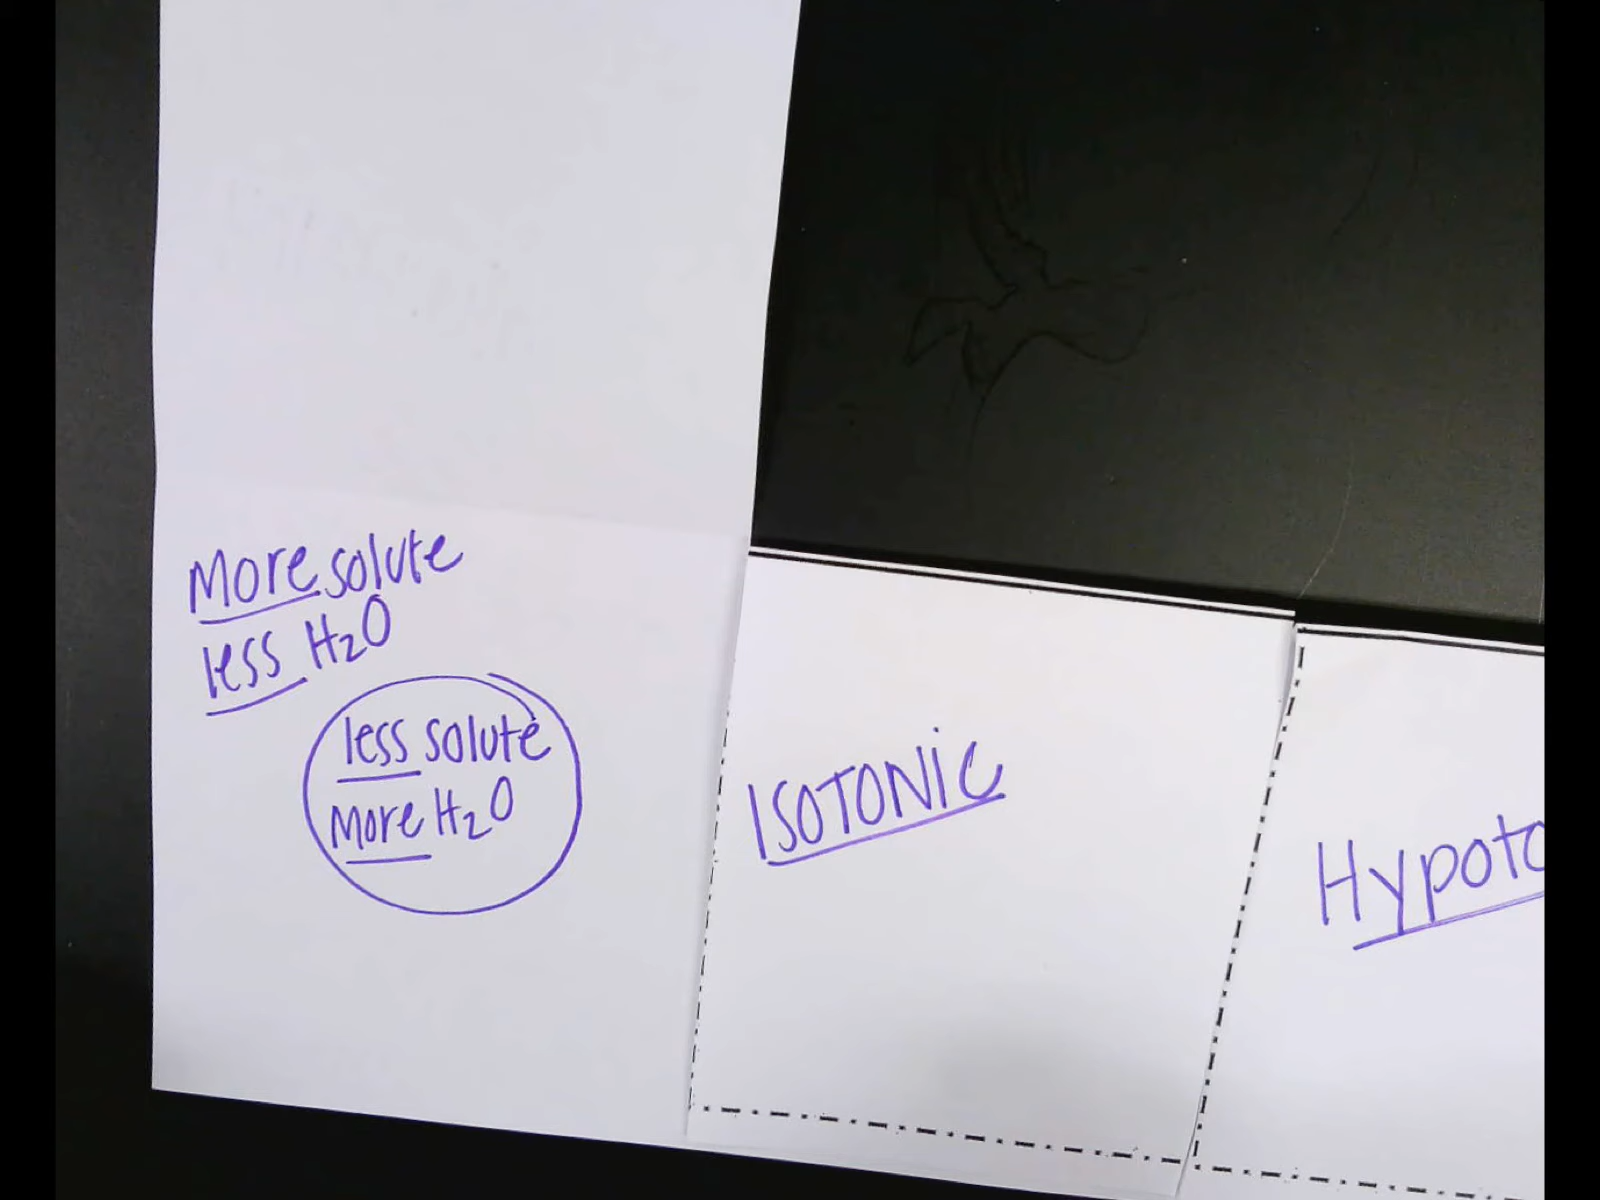 More solute
less H₂O
less solute
More H₂O
ISOTONIC
Hypoto